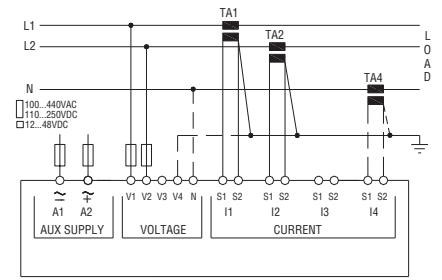 TA1
L1
TA2
L2
LOAD
N
TA4
100...440VAC
110...250VDC
12...48VDC
V1 V2 V3 V4 N S1 S2 S1 S2 S1 S2 S1 S2
A1 A2 I1 I2 I3 I4
AUX SUPPLY VOLTAGE CURRENT